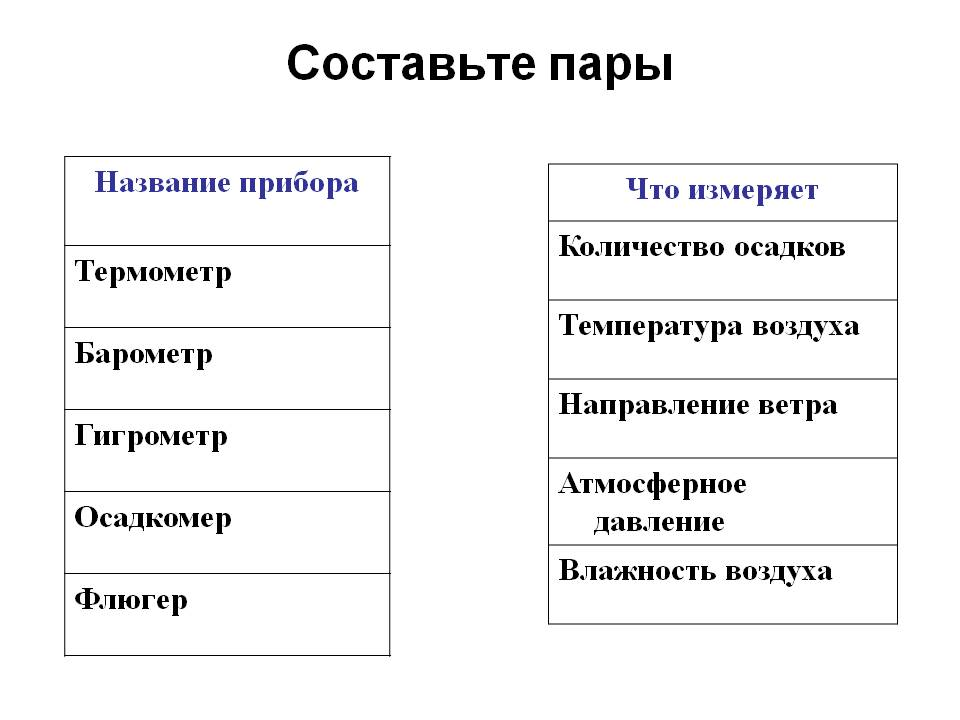 Составьте пары
Название прибора
Термометр
Барометр
Гигрометр
Осадкомер
Флюгер
Что измеряет
Количество осадков
Температура воздуха
Направление ветра
Атмосферное
давление
Влажность воздуха